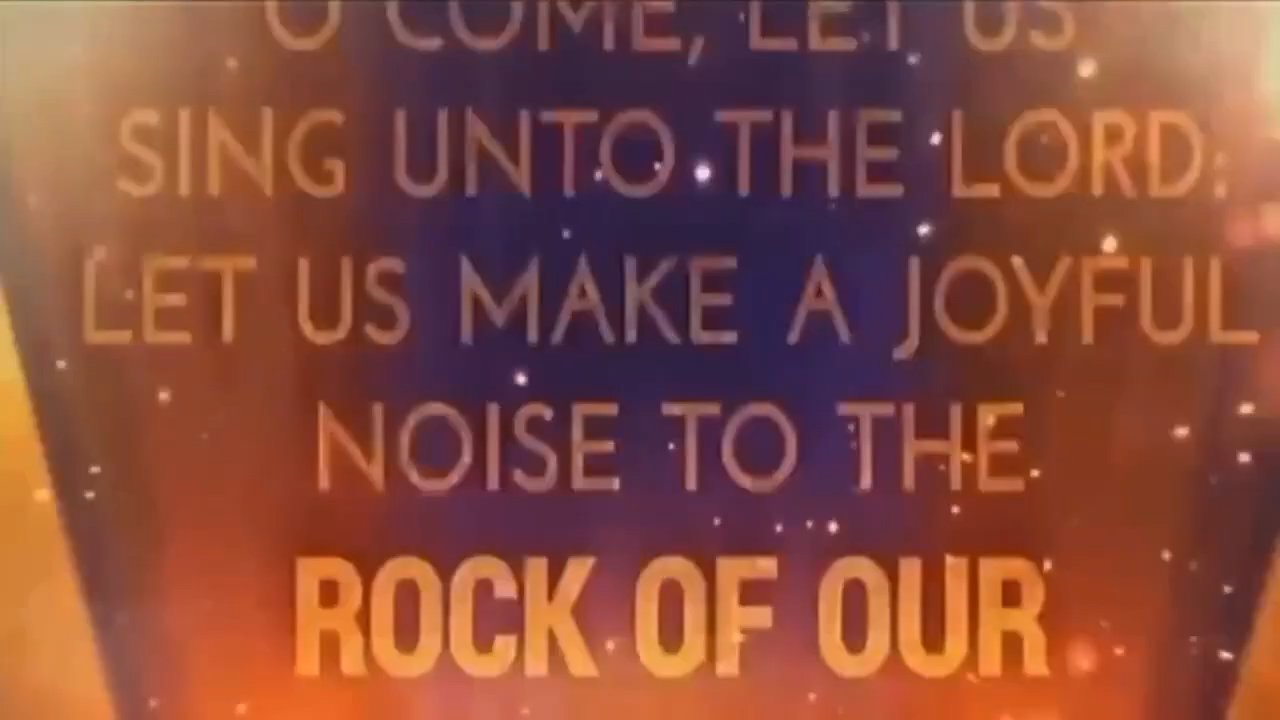 O COME, LET US
SING UNTO THE LORD:
LET US MAKE A JOYFUL
NOISE TO THE
ROCK OF OUR